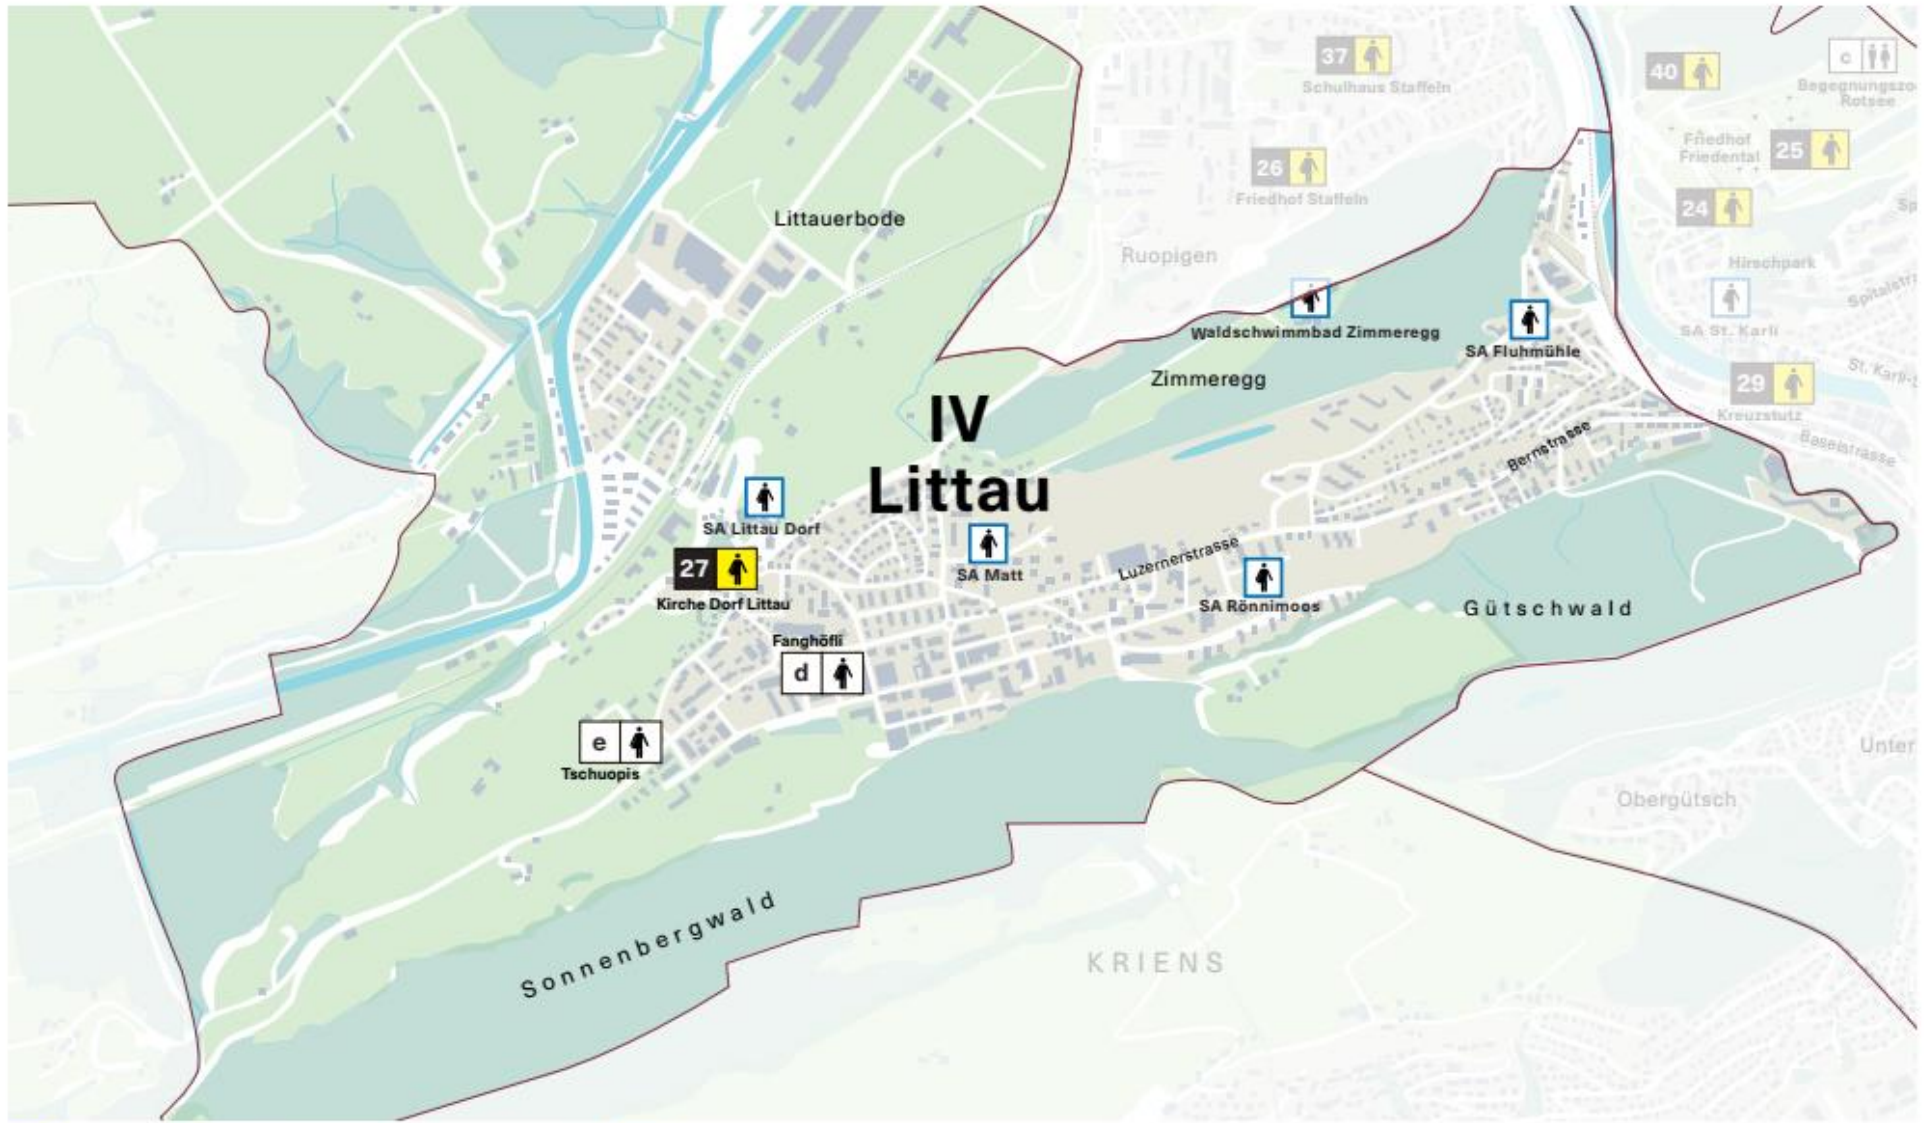 37
Schulhaus Staffeln
40
c
Begegnungszo
Rotsee
Friedhof
Friedental
25
26
Friedhof Staffeln
24
Sp
Littauerbode
Ruopigen
Hirschpark
Spitalstra
SA St. Karli
Waldschwimmbad Zimmeregg
SA Fluhmühle
Zimmeregg
29
Kreuzstutz
St. Karli-
IV
Littau
Bernstrasse
Baselstrasse
SA Littau Dorf
27
Kirche Dorf Littau
SA Matt
Luzernerstrasse
SA Rönnimoos
Gütschwald
Fanghöfli
d
e
Tschuopis
Unter
Obergütsch
Sonnenbergwald
KRIENS